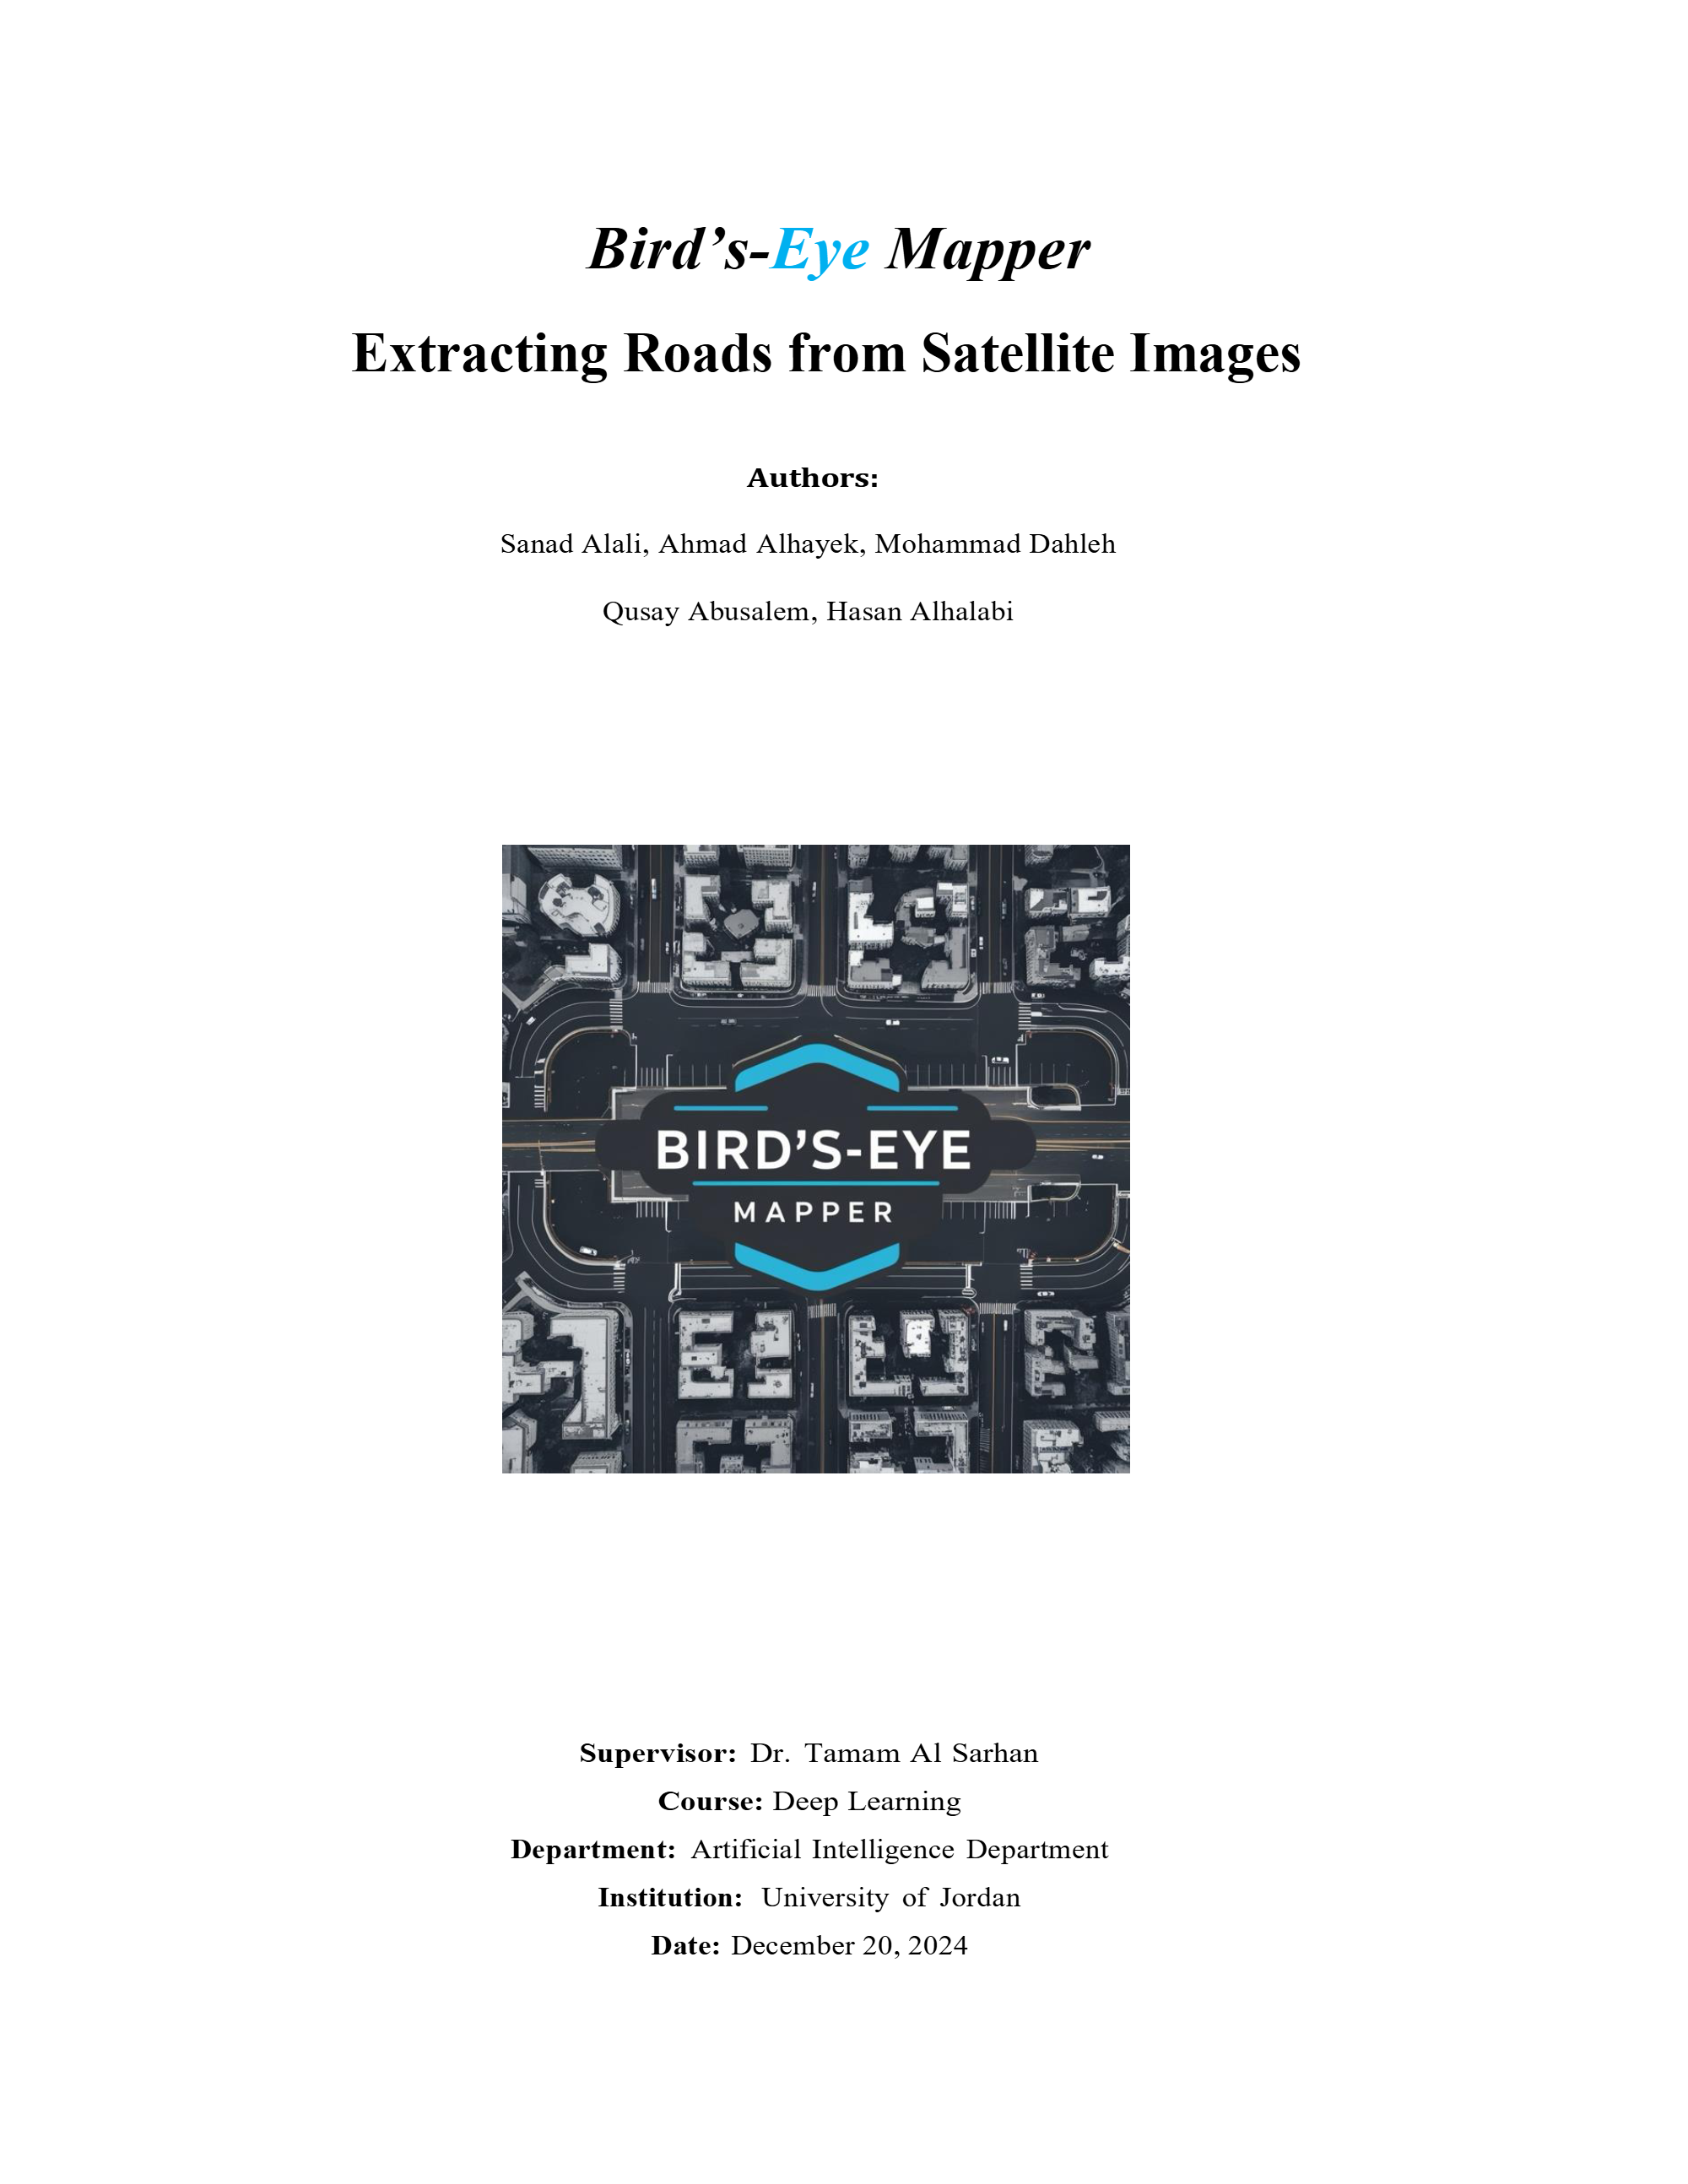 Bird’s-Eye Mapper
Extracting Roads from Satellite Images
Authors:
Sanad Alali, Ahmad Alhayek, Mohammad Dahleh
Qusay Abusalem, Hasan Alhalabi
BIRD’S-EYE
MAPPER
Supervisor: Dr. Tamam Al Sarhan
Course: Deep Learning
Department: Artificial Intelligence Department
Institution: University of Jordan
Date: December 20, 2024